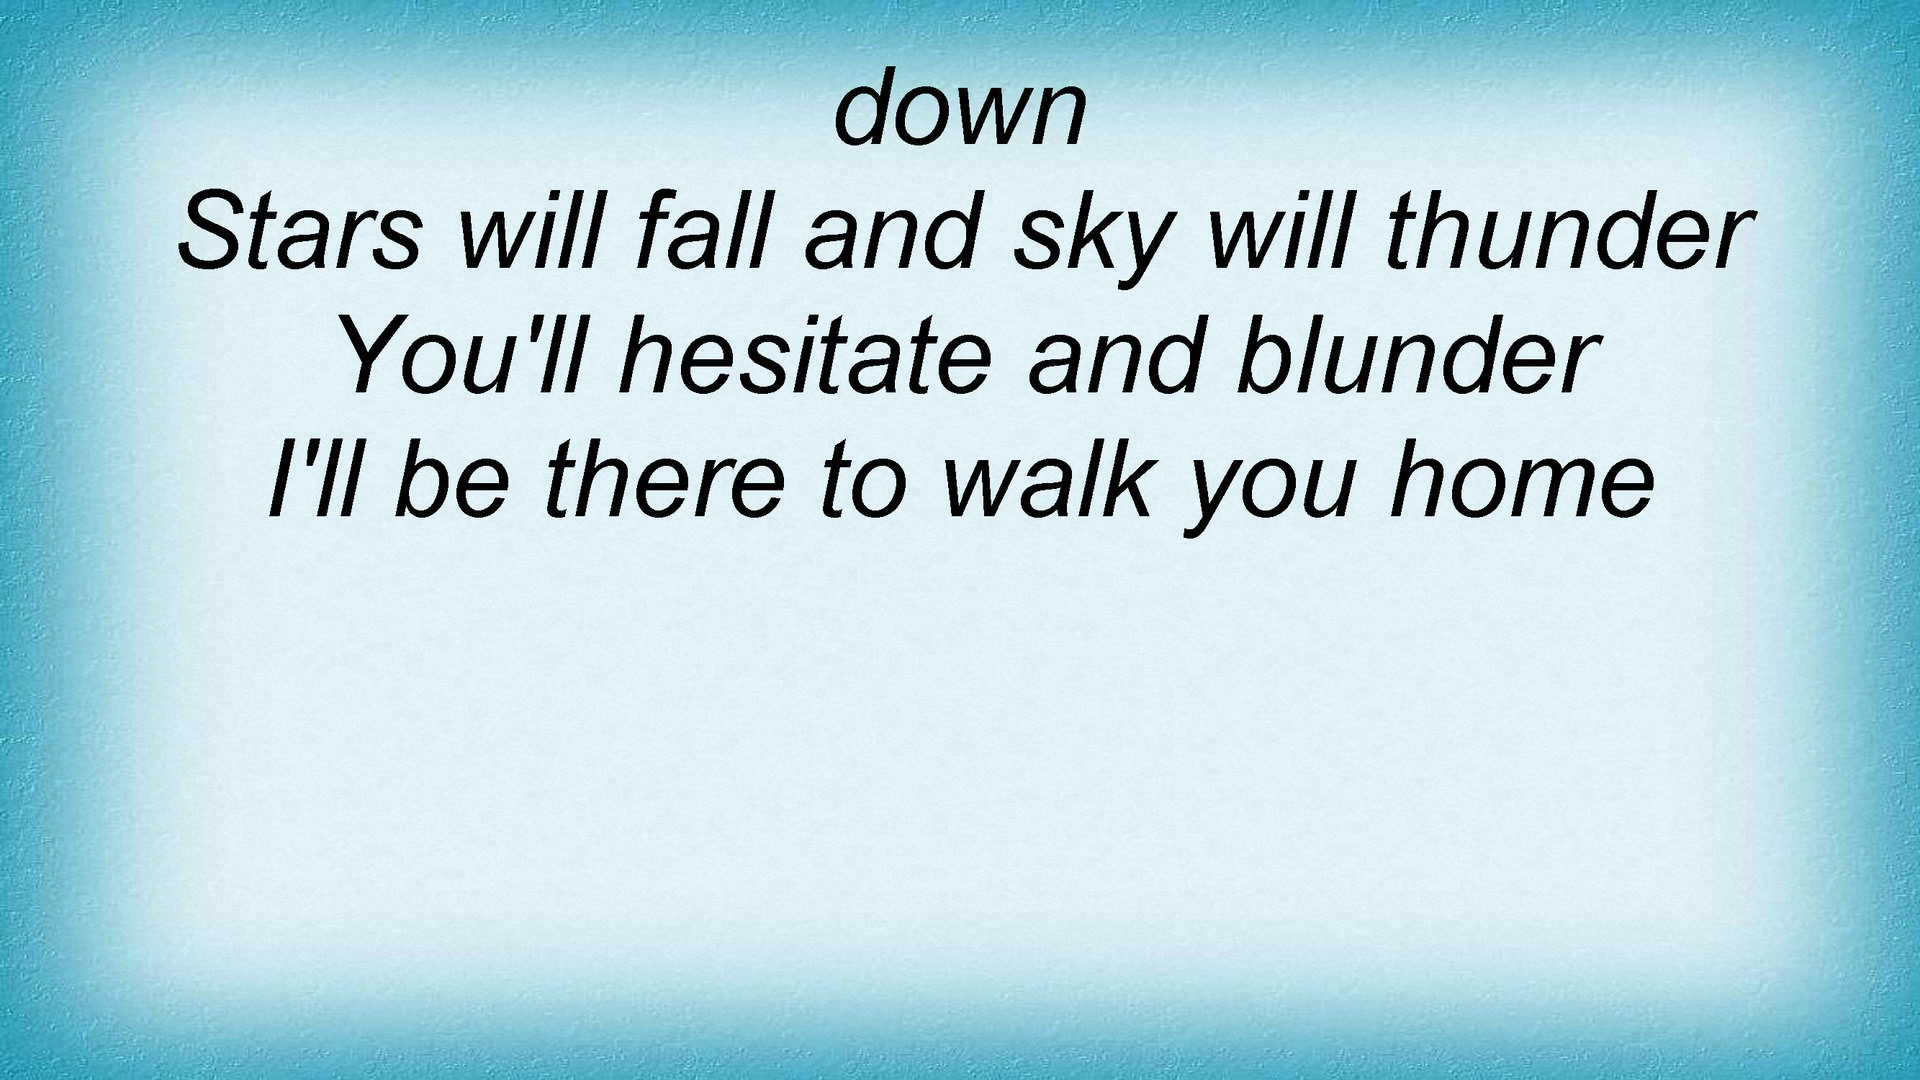 down
Stars will fall and sky will thunder
You'll hesitate and blunder
I'll be there to walk you home